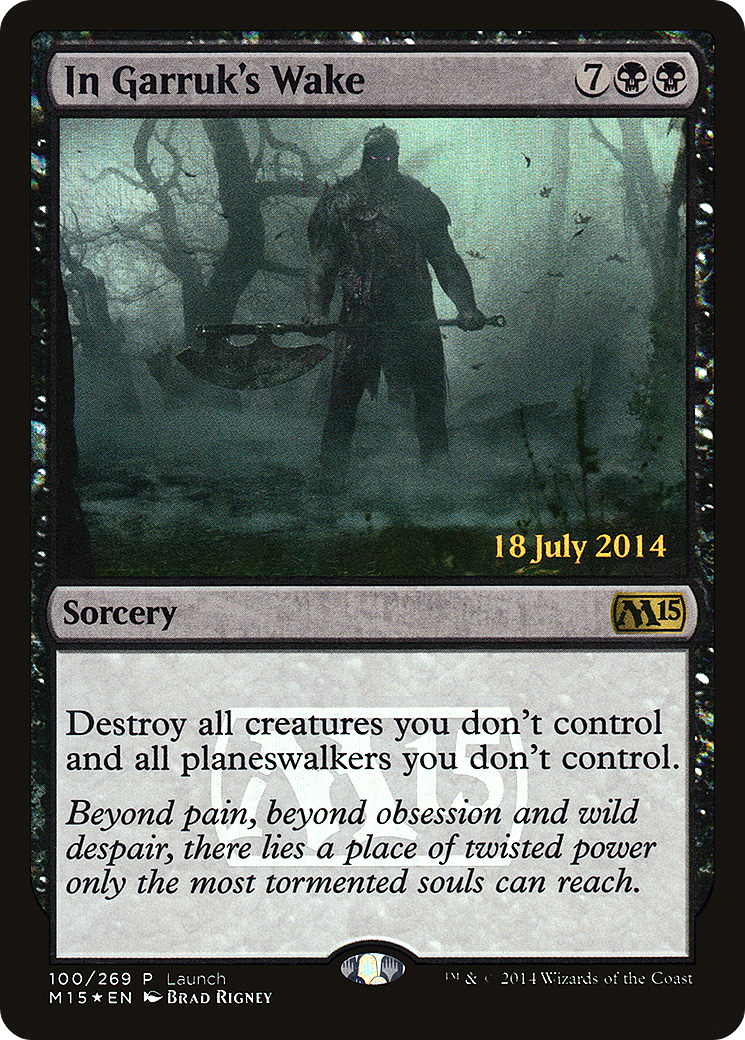 In Garruk's Wake 7
18 July 2014
Sorcery M15
Destroy all creatures you don't control
and all planeswalkers you don't control.
M15
Beyond pain, beyond obsession and wild
despair, there lies a place of twisted power
only the most tormented souls can reach.
100/269 P Launch
M15★EN Brad Rigney
™ & © 2014 Wizards of the Coast